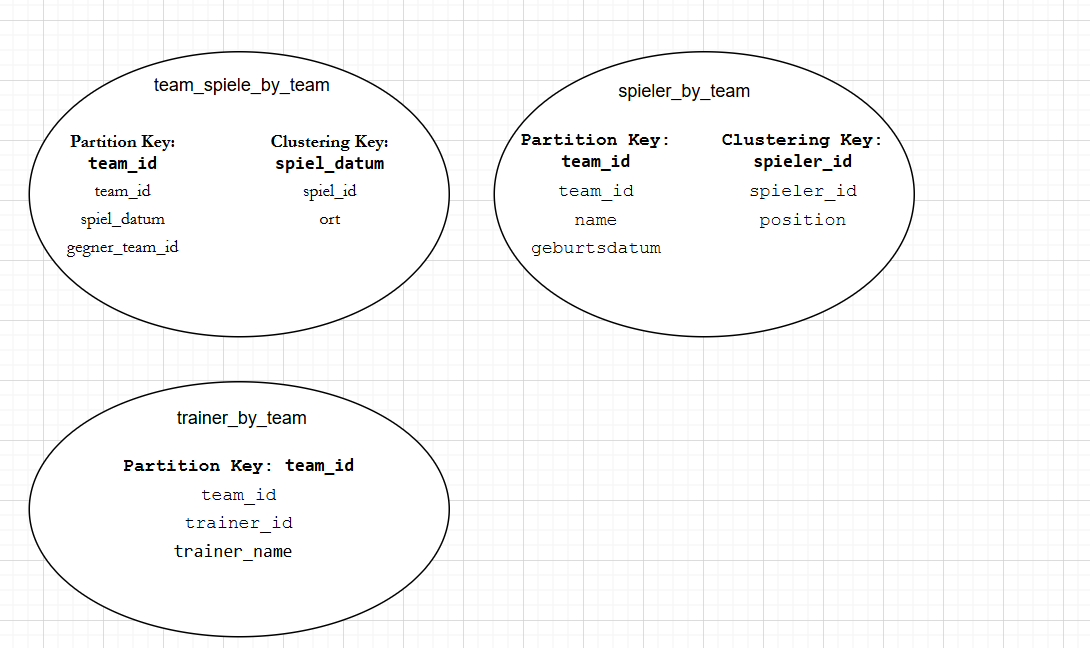 team_spiele_by_team
Partition Key:
team_id
team_id
spiel_datum
gegner_team_id
Clustering Key:
spiel_datum
spiel_id
ort
spieler_by_team
Partition Key:
team_id
team_id
name
geburtsdatum
Clustering Key:
spieler_id
spieler_id
position
trainer_by_team
Partition Key: team_id
team_id
trainer_id
trainer_name